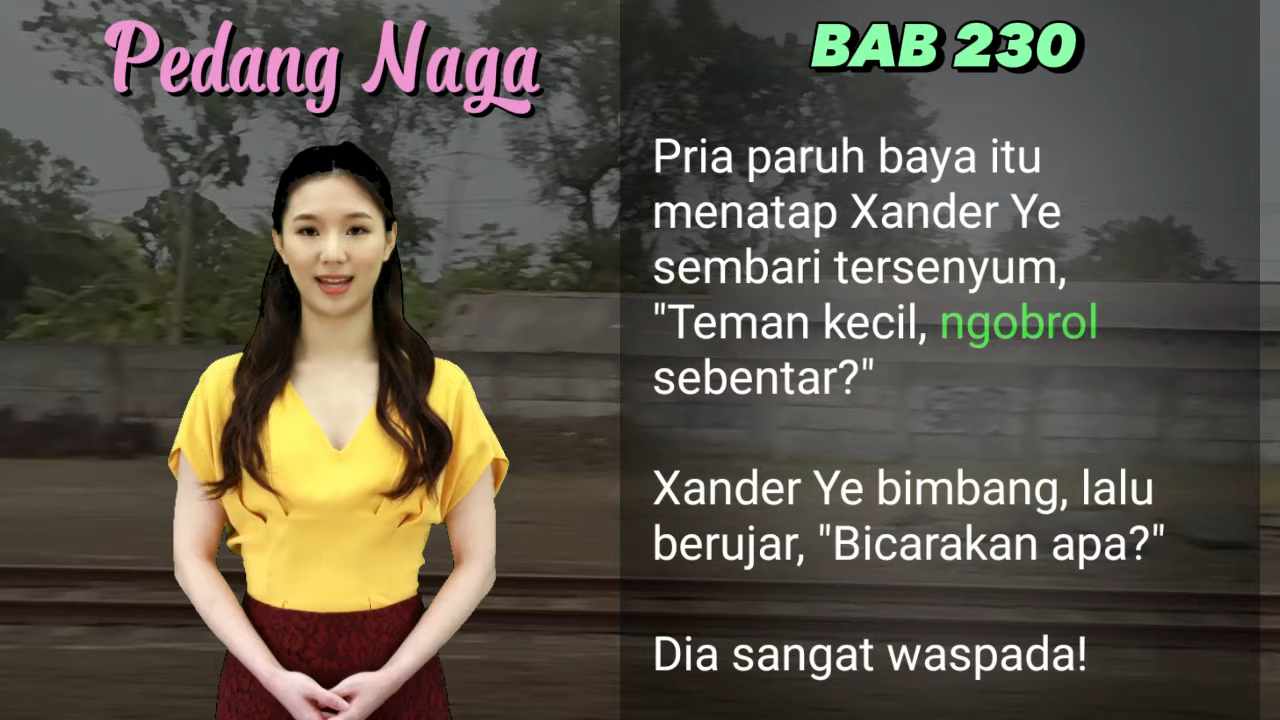 Pedang Naga
BAB 230
Pria paruh baya itu
menatap Xander Ye
sembari tersenyum,
"Teman kecil, ngobrol
sebentar?"
Xander Ye bimbang, lalu
berujar, "Bicarakan apa?"
Dia sangat waspada!